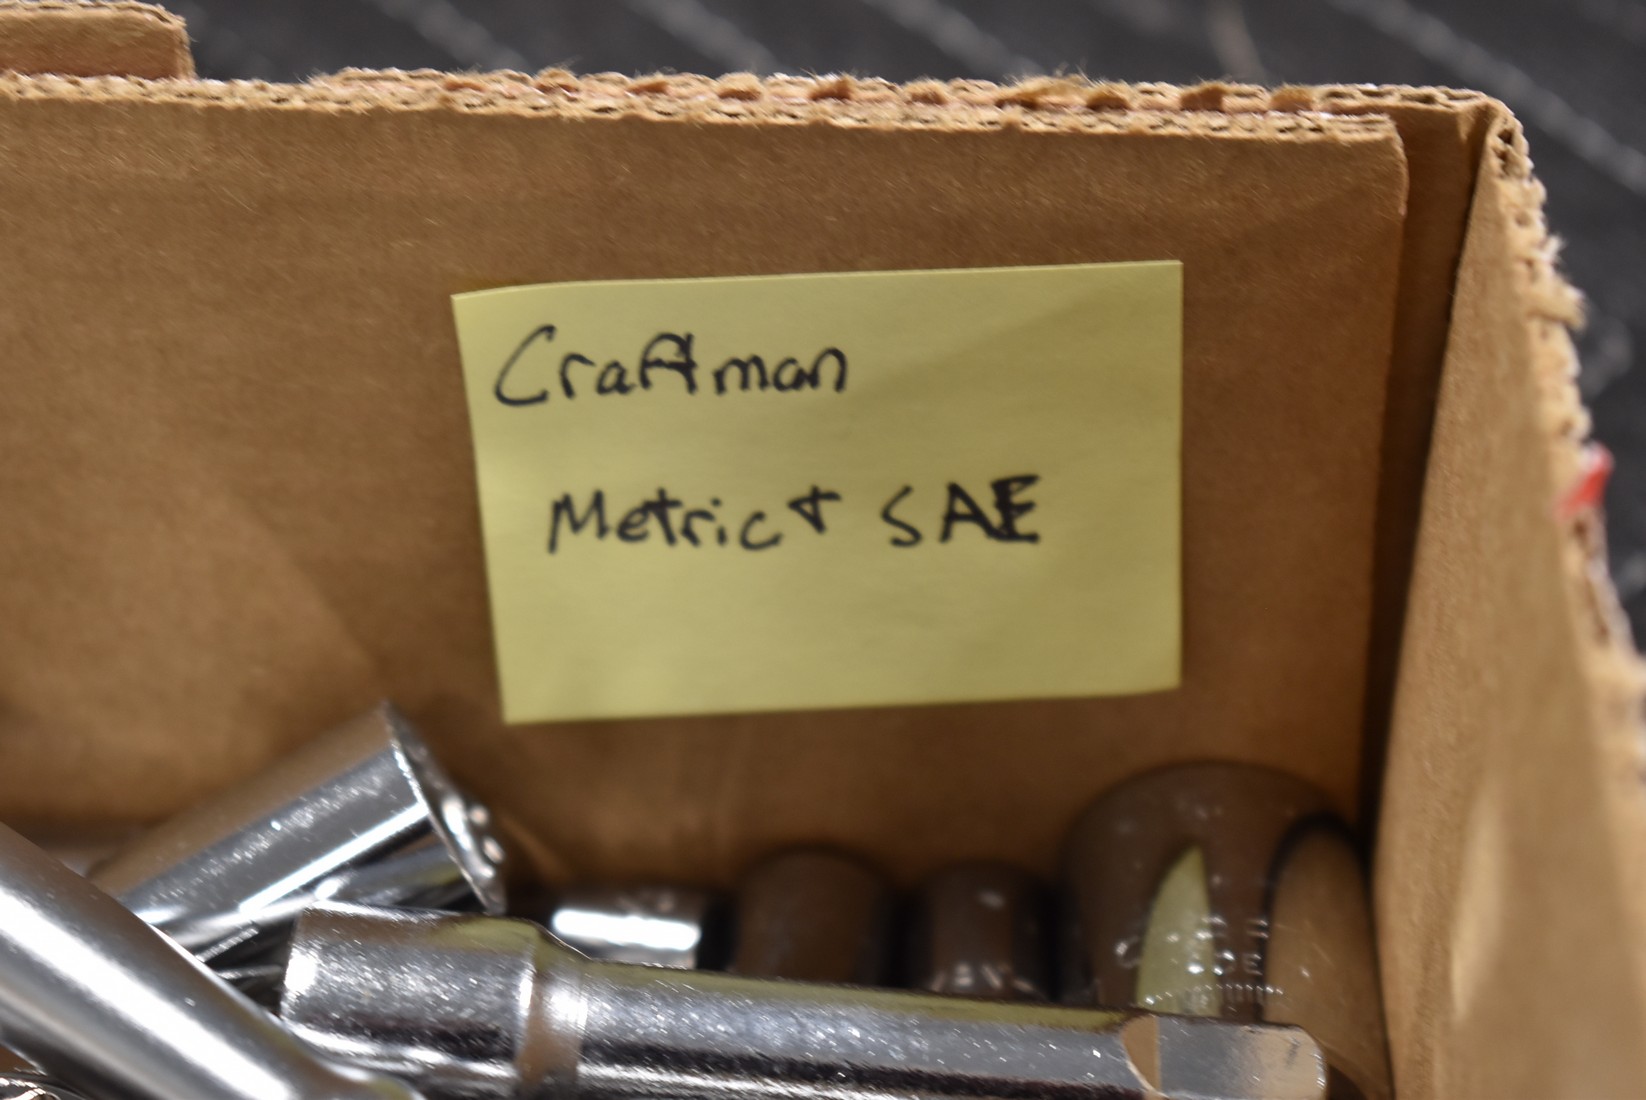 Craftman
Metric + SAE